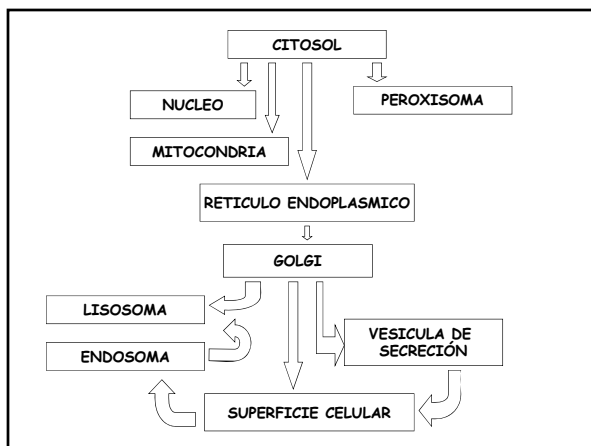 CITOSOL
NUCLEO
PEROXISOMA
MITOCONDRIA
RETICULO ENDOPLASMICO
GOLGI
LISOSOMA
VESICULA DE
SECRECIÓN
ENDOSOMA
SUPERFICIE CELULAR